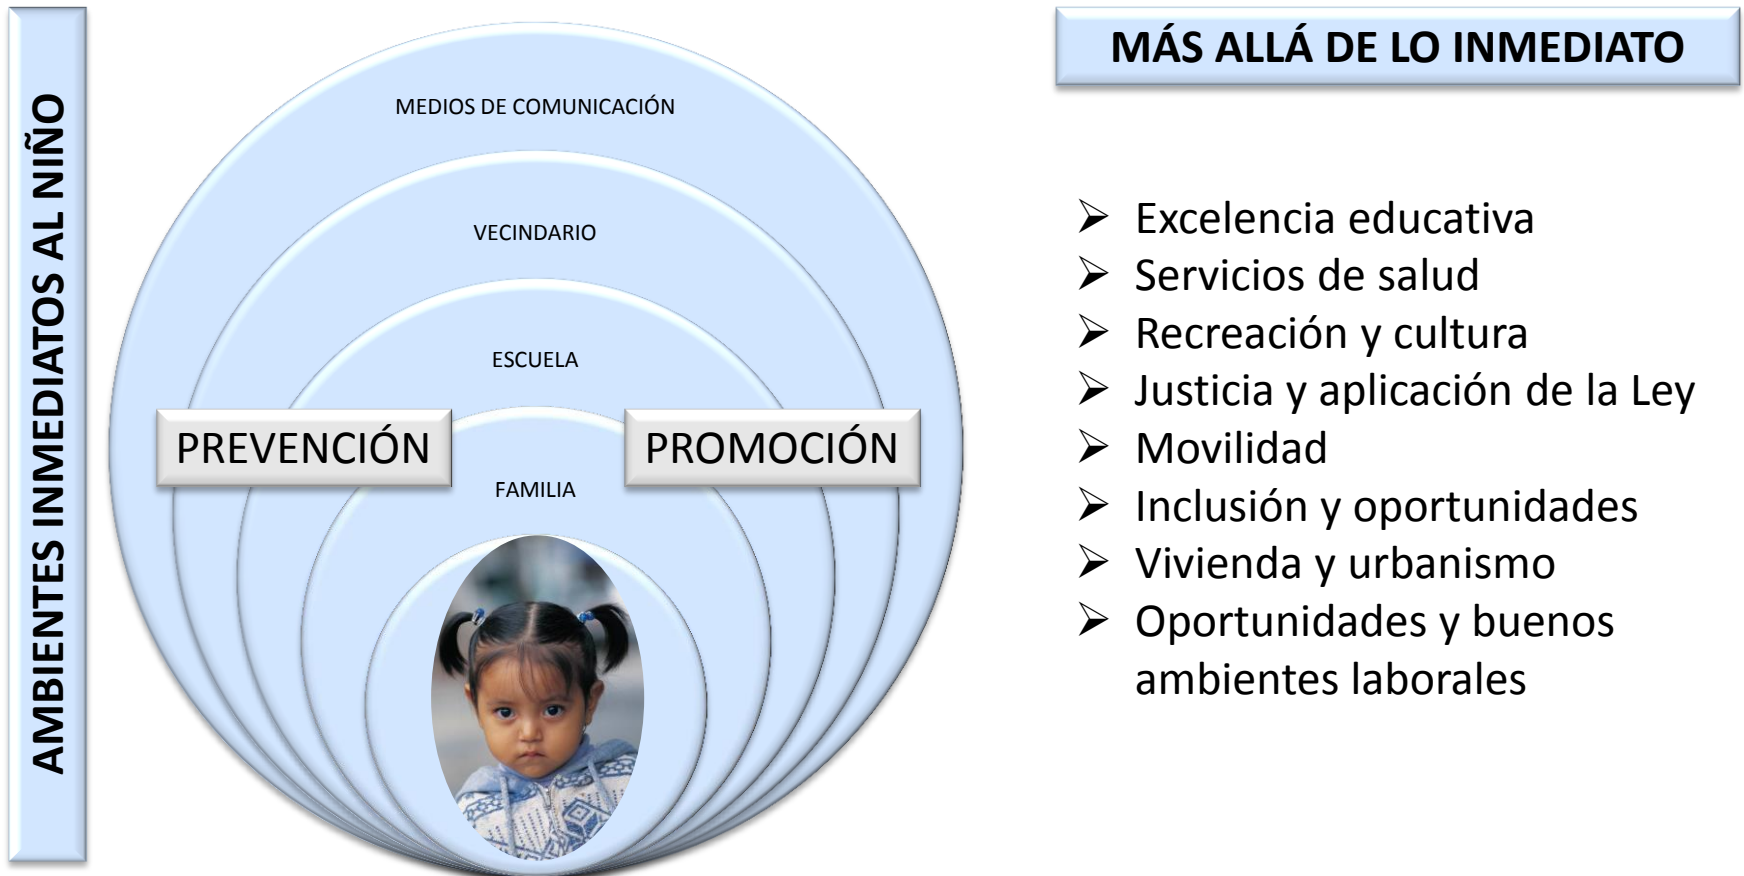 AMBIENTES INMEDIATOS AL NIÑO
MEDIOS DE COMUNICACIÓN
VECINDARIO
ESCUELA
PREVENCIÓN
PROMOCIÓN
FAMILIA
MÁS ALLÁ DE LO INMEDIATO
Excelencia educativa
Servicios de salud
Recreación y cultura
Justicia y aplicación de la Ley
Movilidad
Inclusión y oportunidades
Vivienda y urbanismo
Oportunidades y buenos
ambientes laborales